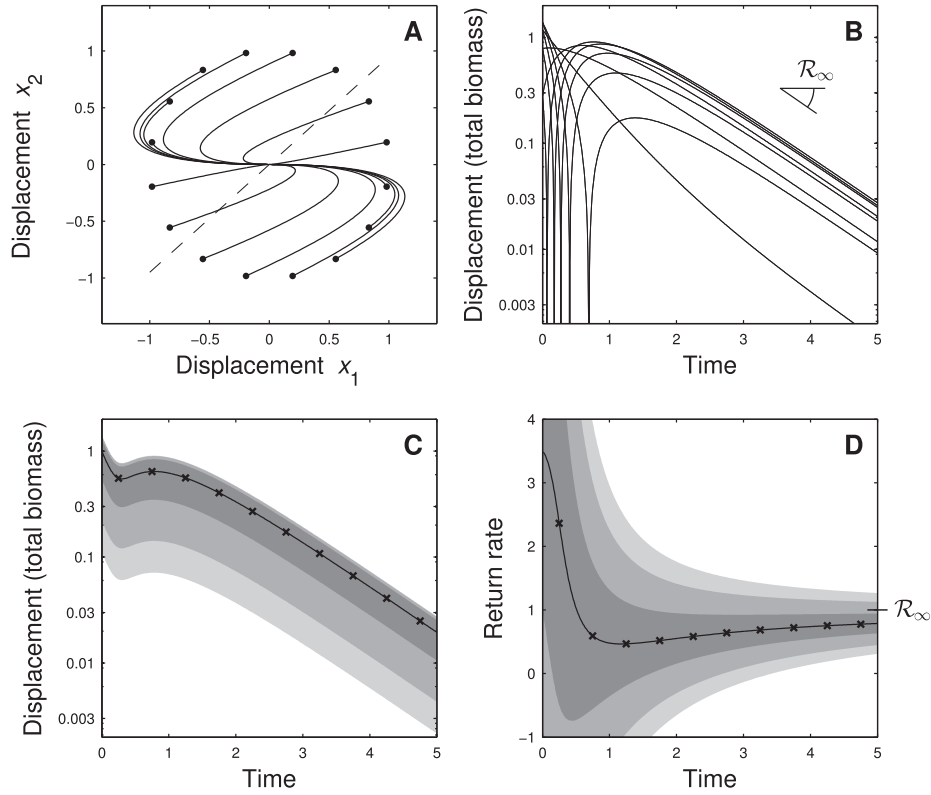 A
1
0.5
0
−0.5
−1
−1 −0.5 0 0.5 1
Displacement x2
Displacement x1
B
R∞
1
0.3
0.1
0.03
0.01
0.003
0 1 2 3 4 5
Displacement (total biomass)
Time
C
1
0.3
0.1
0.03
0.01
0.003
0 1 2 3 4 5
Displacement (total biomass)
Time
D
4
3
2
1
0
−1
0 1 2 3 4 5
Return rate
Time
R∞